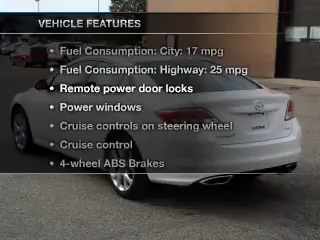 VEHICLE FEATURES
• Fuel Consumption: City: 17 mpg
• Fuel Consumption: Highway: 25 mpg
• Remote power door locks
• Power windows
• Cruise controls on steering wheel
• Cruise control
• 4-wheel ABS Brakes